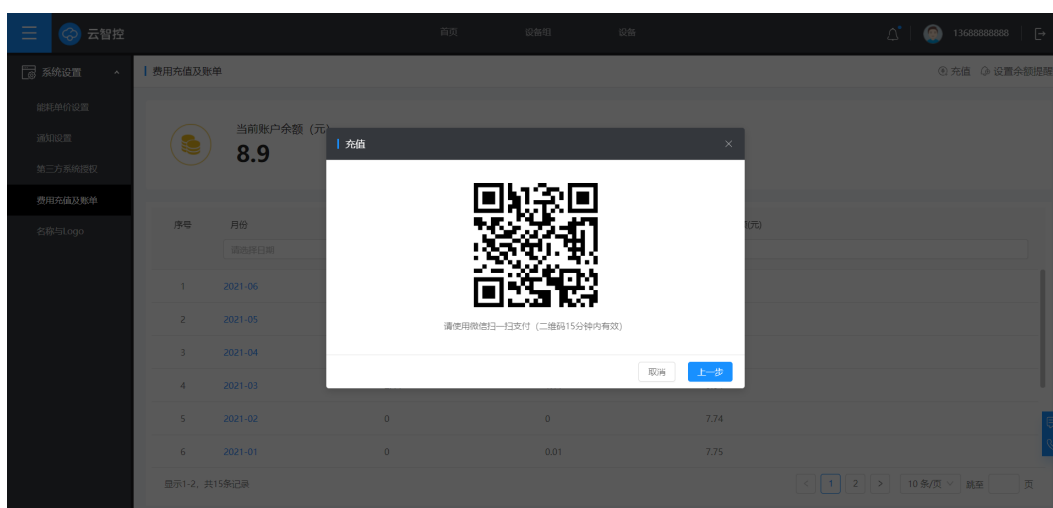 云智控
首页
设备组
设备
13688888888
系统设置
能耗单价设置
通知设置
第三方系统授权
费用充值及账单
名称与Logo
费用充值及账单
充值
设置余额提醒
当前账户余额（元）
8.9
充值
请使用微信扫一扫支付（二维码15分钟内有效）
取消
上一步
序号 月份
(元)
请选择日期
1 2021-06
2 2021-05
3 2021-04
4 2021-03
5 2021-02 0 0 7.74
6 2021-01 0 0.01 7.75
显示1-2，共15条记录
< 1 2 > 10 条/页 跳至 页